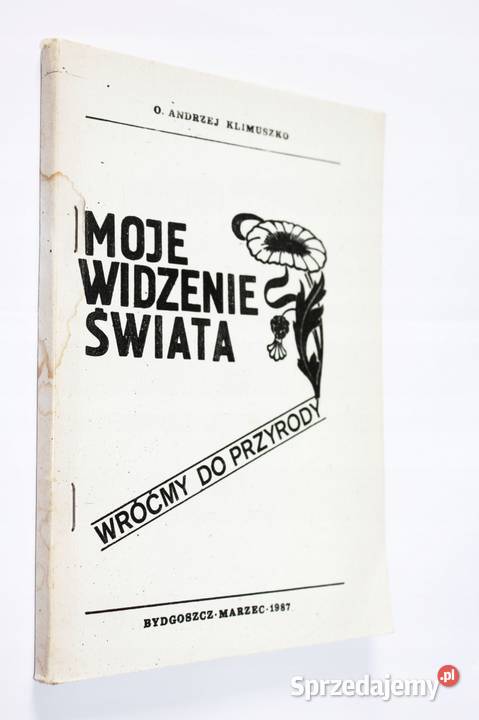 O. ANDRZEJ KLIMUSZKO
MOJE
WIDZENIE
ŚWIATA
WRÓĆMY DO PRZYRODY
BYDGOSZCZ·MARZEC·1987
Sprzedajemy.pl